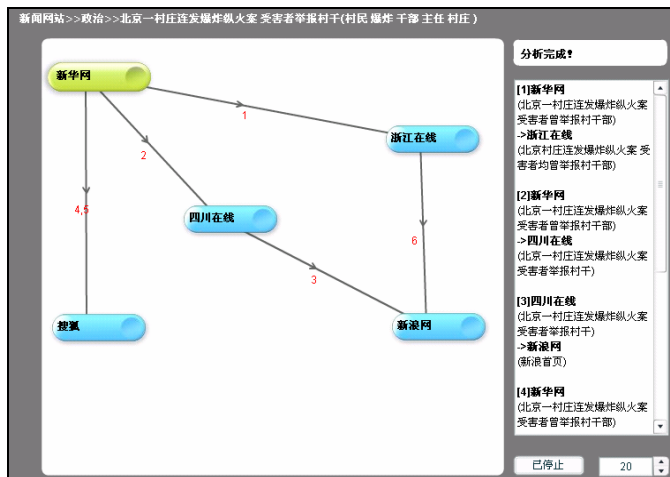 新闻网站>>政治>>北京一村庄连发爆炸纵火案 受害者举报村干(村民 爆炸 干部 主任 村庄 )
新华网
1
浙江在线
2
4,5
四川在线
6
3
搜狐
新浪网
分析完成!
[1]新华网
(北京一村庄连发爆炸纵火案
受害者曾举报村干部)
->浙江在线
(北京村庄连发爆炸纵火案 受
害者均曾举报村干部)
[2]新华网
(北京一村庄连发爆炸纵火案
受害者曾举报村干部)
->四川在线
(北京一村庄连发爆炸纵火案
受害者举报村干)
[3]四川在线
(北京一村庄连发爆炸纵火案
受害者举报村干)
->新浪网
(新浪首页)
[4]新华网
(北京一村庄连发爆炸纵火案
受害者曾举报村干部)
已停止
20